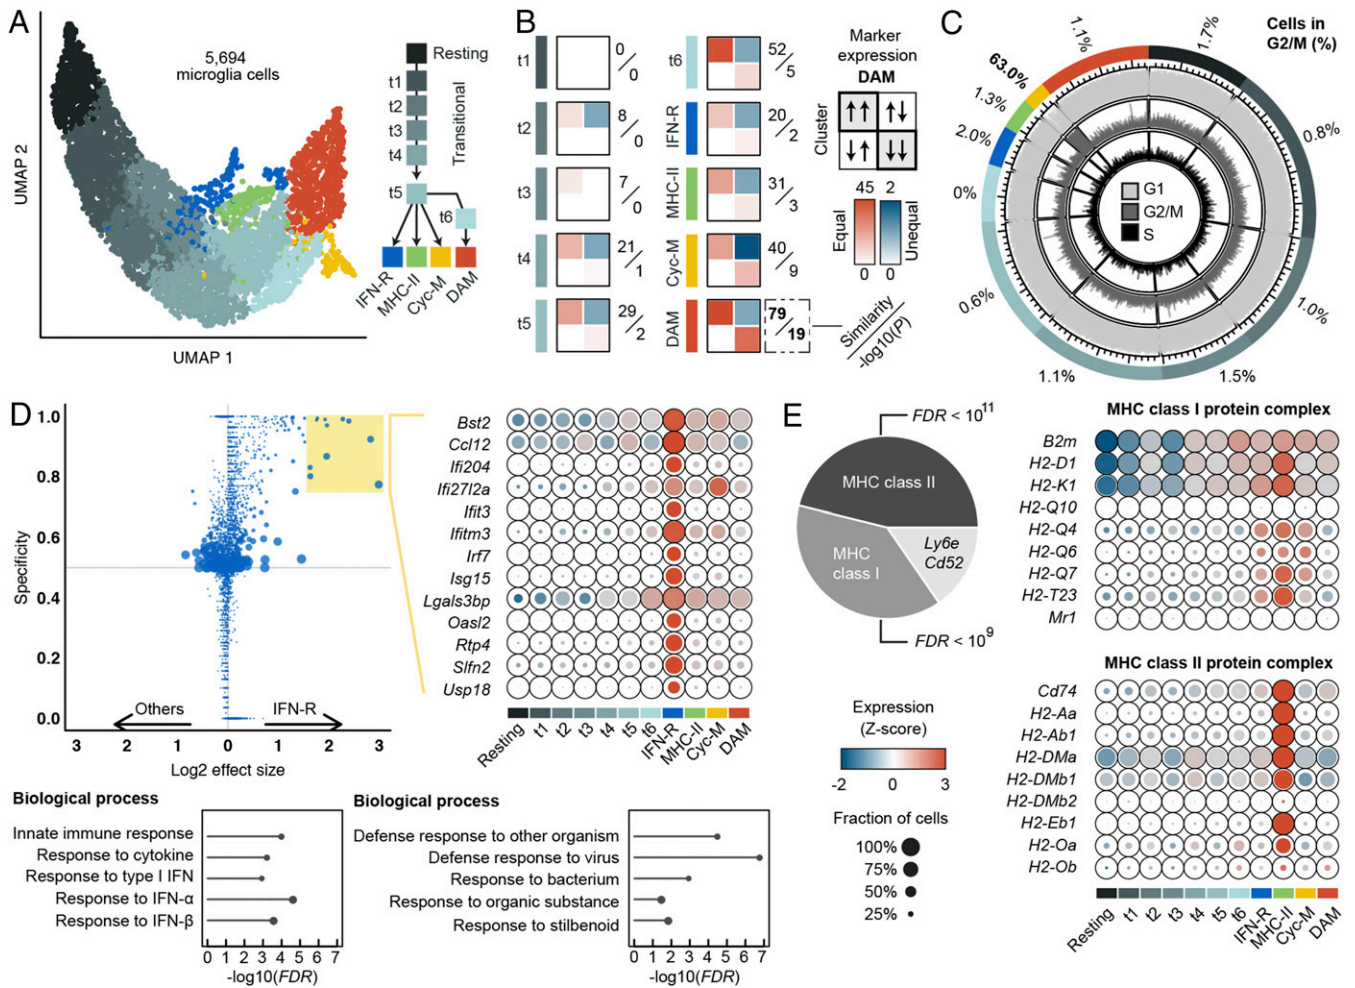 A
5,694
microglia cells
UMAP 2
UMAP 1
Resting
t1
t2
t3
t4
t5
t6
Transitional
IFN-R
MHC-II
Cyc-M
DAM
B
t1
0/0
t2
8/0
t3
7/0
t4
21/1
t5
29/2
t6
52/5
IFN-R
20/2
MHC-II
31/3
Cyc-M
40/9
DAM
79/19
Marker
expression
DAM
Cluster
↑↑
↑↓
↓↑
↓↓
45
2
Equal
Unequal
0
0
Similarity
-log10(P)
C
Cells in
G2/M (%)
1.7%
0.8%
1.0%
1.5%
1.1%
0.6%
0%
2.0%
1.3%
63.0%
1.1%
G1
G2/M
S
D
Specificity
1.0
0.8
0.6
0.4
0.2
0.0
Others
IFN-R
3 2 1 0 1 2 3
Log2 effect size
Bst2
Ccl12
Ifi204
Ifi27l2a
Ifit3
Ifitm3
Irf7
Isg15
Lgals3bp
Oasl2
Rtp4
Slfn2
Usp18
Resting
t1
t2
t3
t4
t5
t6
IFN-R
MHC-II
Cyc-M
DAM
Biological process
Innate immune response
Response to cytokine
Response to type I IFN
Response to IFN-α
Response to IFN-β
0 1 2 3 4 5 6 7
-log10(FDR)
Biological process
Defense response to other organism
Defense response to virus
Response to bacterium
Response to organic substance
Response to stilbenoid
0 1 2 3 4 5 6 7
-log10(FDR)
E
FDR < 10^11
MHC class II
MHC
class I
Ly6e
Cd52
FDR < 10^9
Expression
(Z-score)
-2 0 3
Fraction of cells
100%
75%
50%
25%
MHC class I protein complex
B2m
H2-D1
H2-K1
H2-Q10
H2-Q4
H2-Q6
H2-Q7
H2-T23
Mr1
MHC class II protein complex
Cd74
H2-Aa
H2-Ab1
H2-DMa
H2-DMb1
H2-DMb2
H2-Eb1
H2-Oa
H2-Ob
Resting
t1
t2
t3
t4
t5
t6
IFN-R
MHC-II
Cyc-M
DAM